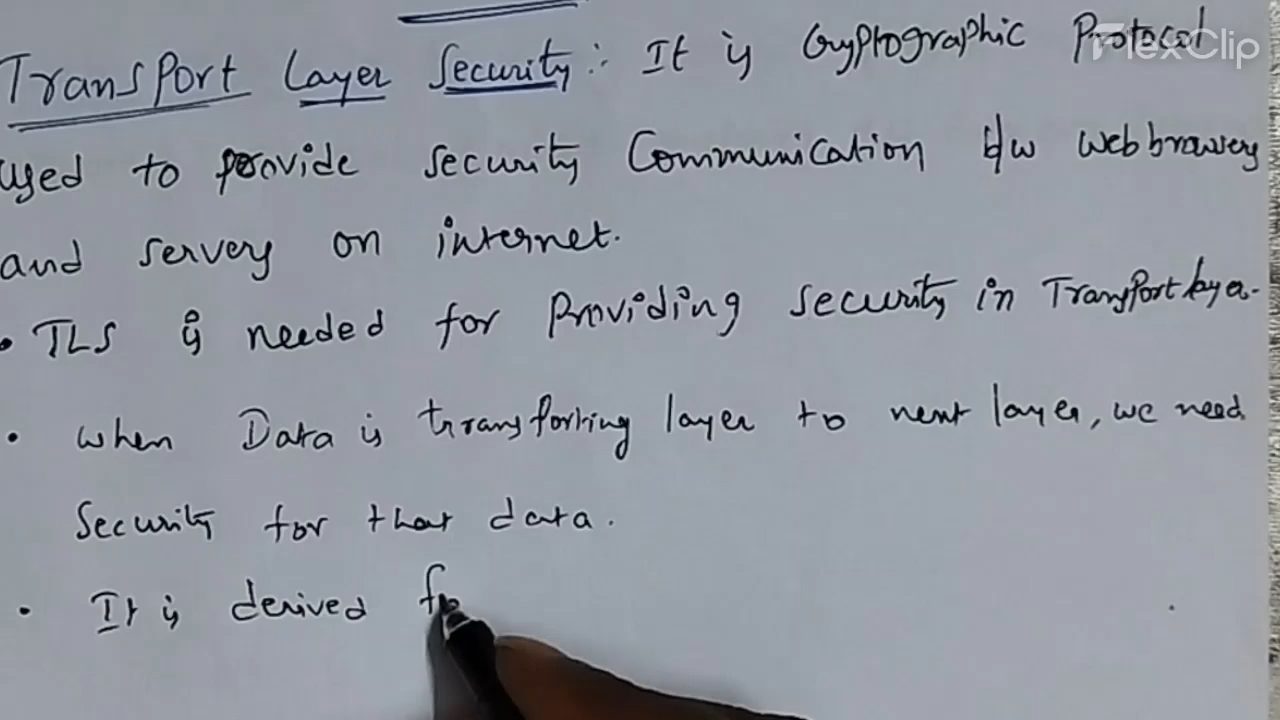 Transport Layer Security:- It is Cryptographic Protocol
FlexClip
used to provide security Communication b/w webbrowsers
and servers on internet.
• TLS is needed for Providing security in Transport layer.
• when Data is transporting layer to next layer, we need
Security for that data.
• It is derived